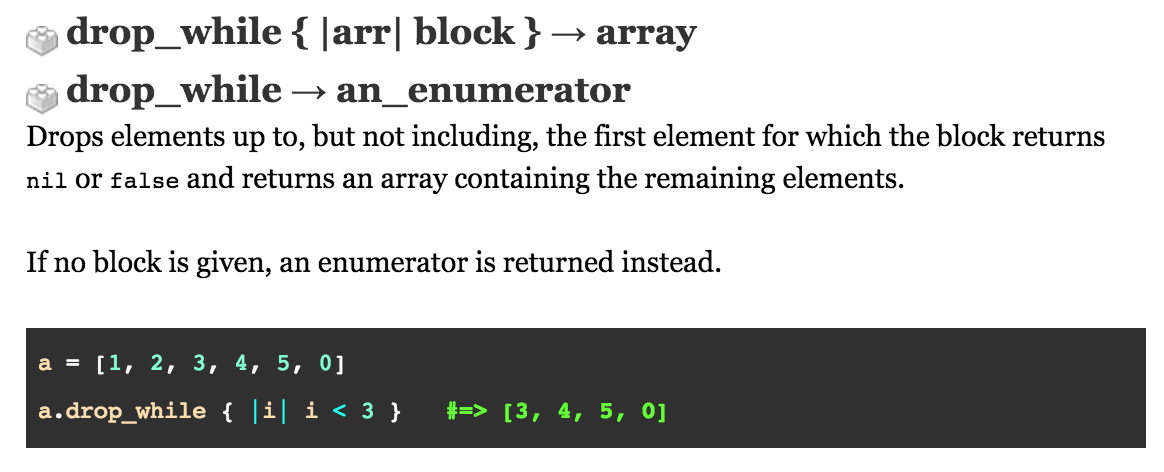 drop_while { |arr| block } → array
drop_while → an_enumerator
Drops elements up to, but not including, the first element for which the block returns
nil or false and returns an array containing the remaining elements.
If no block is given, an enumerator is returned instead.
a = [1, 2, 3, 4, 5, 0]
a.drop_while { |i| i < 3 }   #=> [3, 4, 5, 0]